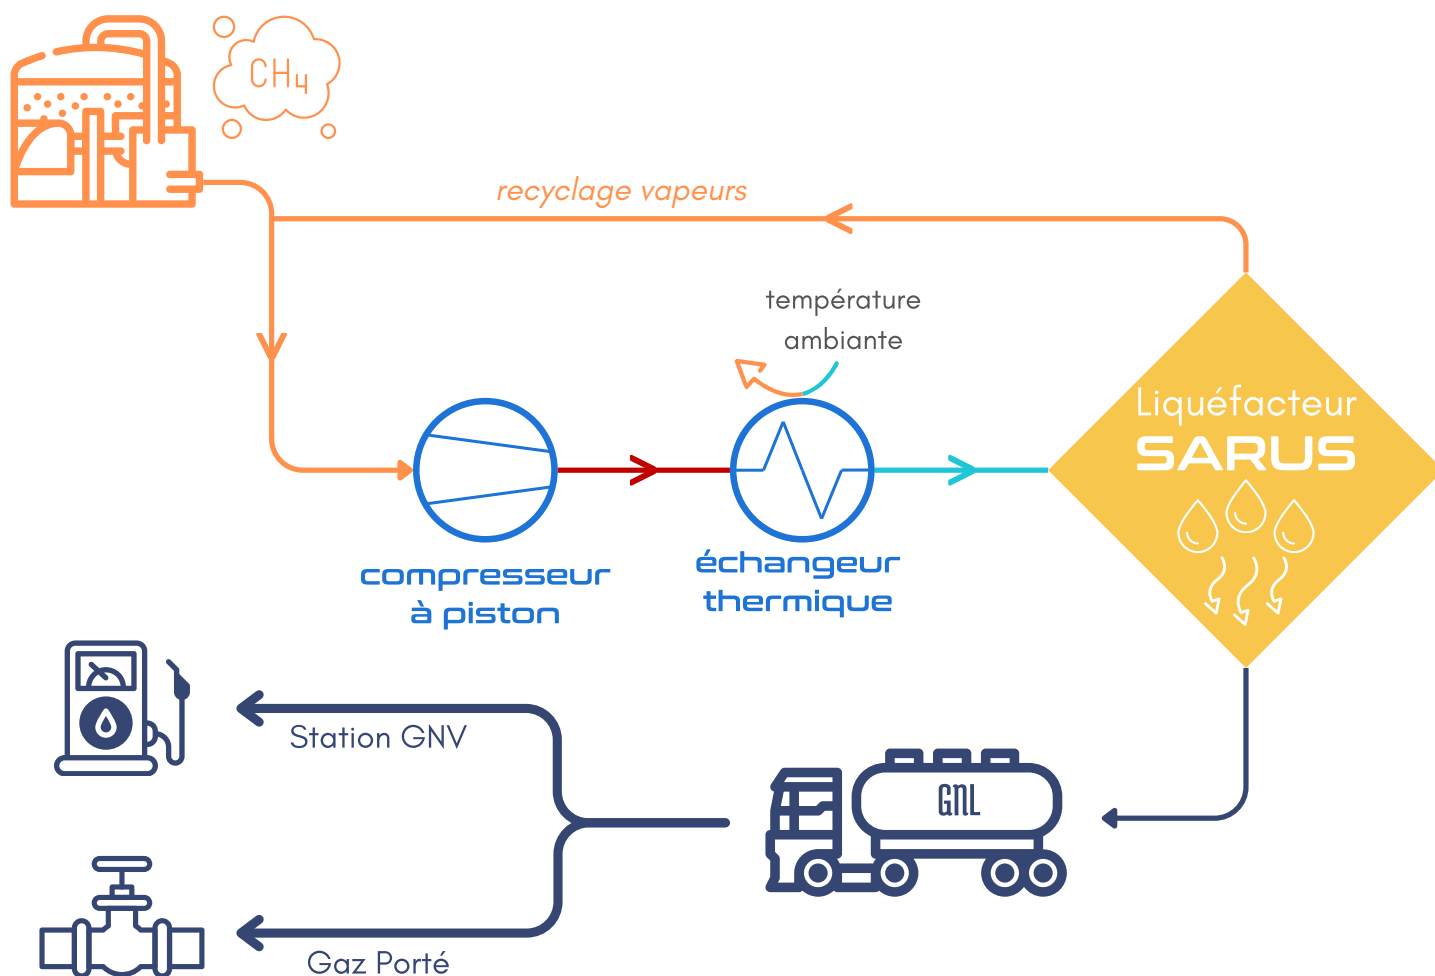 CH4
recyclage vapeurs
température
ambiante
Liquéfacteur
SARUS
compresseur
à piston
échangeur
thermique
Station GNV
GNL
Gaz Porté